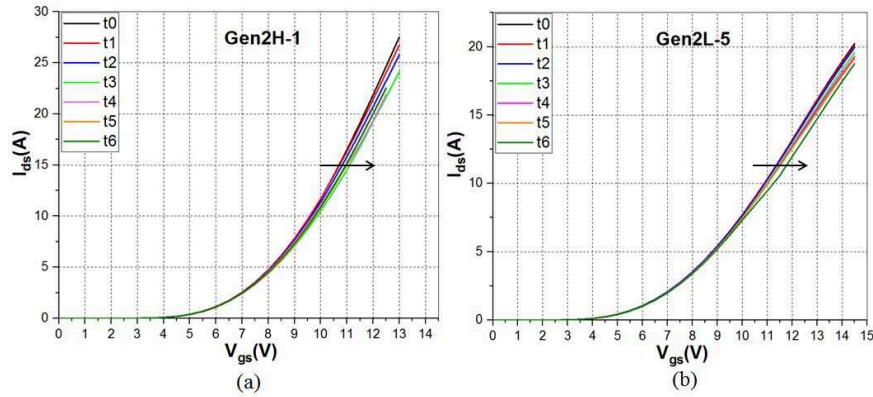 Gen2H-1
t0
t1
t2
t3
t4
t5
t6
Ids(A)
30
25
20
15
10
5
0
0 1 2 3 4 5 6 7 8 9 10 11 12 13 14
Vgs(V)
(a)
Gen2L-5
t0
t1
t2
t3
t4
t5
t6
Ids(A)
20
15
10
5
0
0 1 2 3 4 5 6 7 8 9 10 11 12 13 14 15
Vgs(V)
(b)